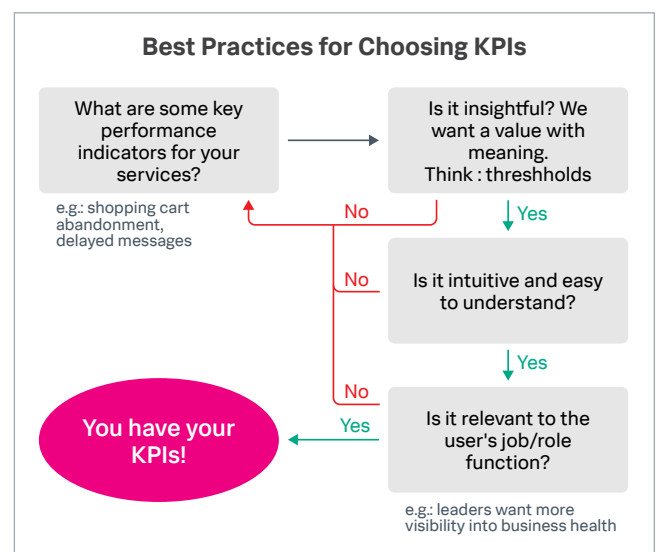 Best Practices for Choosing KPIs
What are some key
performance
indicators for your
services?
e.g.: shopping cart
abandonment,
delayed messages
Is it insightful? We
want a value with
meaning.
Think : threshholds
No
Yes
No
Is it intuitive and easy
to understand?
Yes
No
Is it relevant to the
user's job/role
function?
Yes
You have your
KPIs!
e.g.: leaders want more
visibility into business health